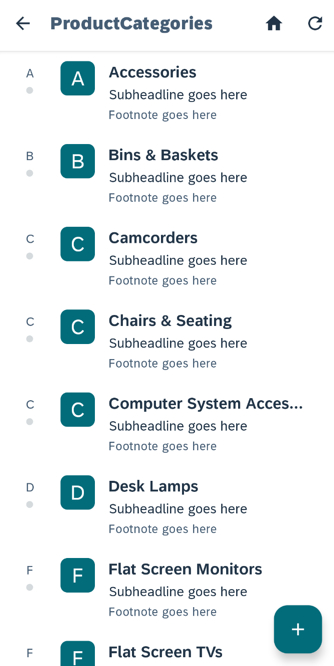 ProductCategories
A
A
Accessories
Subheadline goes here
Footnote goes here
B
B
Bins & Baskets
Subheadline goes here
Footnote goes here
C
C
Camcorders
Subheadline goes here
Footnote goes here
C
C
Chairs & Seating
Subheadline goes here
Footnote goes here
C
C
Computer System Acces...
Subheadline goes here
Footnote goes here
D
D
Desk Lamps
Subheadline goes here
Footnote goes here
F
F
Flat Screen Monitors
Subheadline goes here
Footnote goes here
F
F
Flat Screen TVs